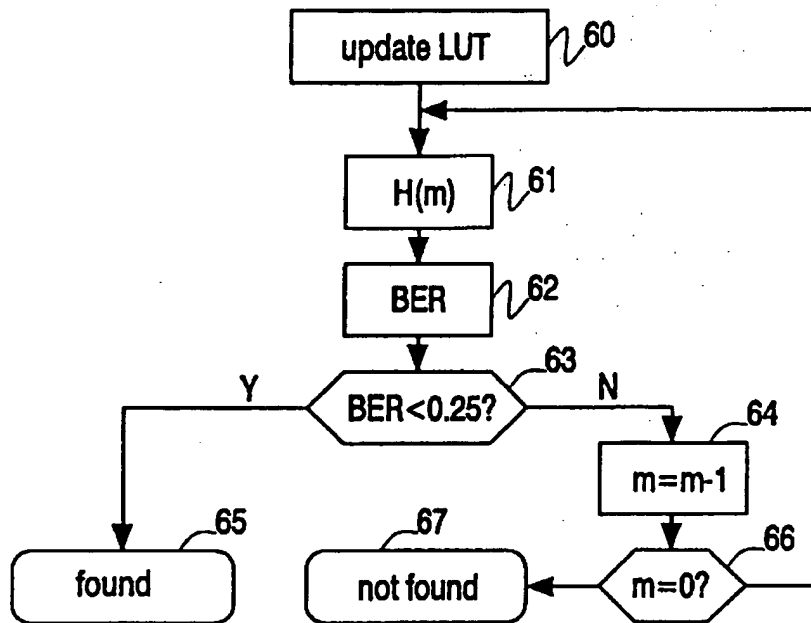 update LUT
60
H(m)
61
BER
62
BER<0.25?
63
Y
N
m=m-1
64
found
65
not found
67
m=0?
66